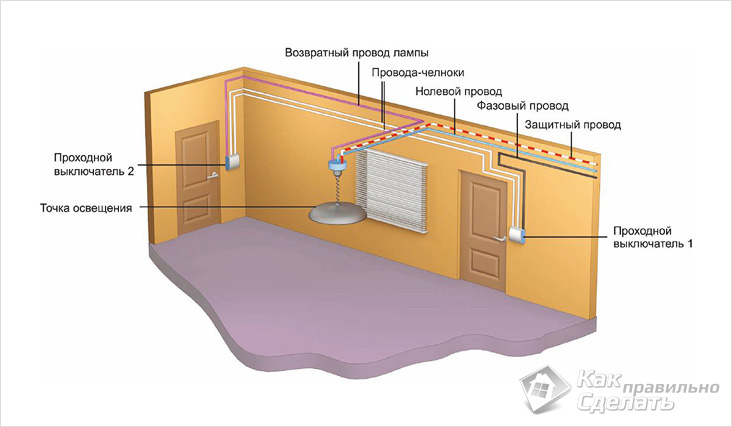 Возвратный провод лампы
Провода-челноки
Нолевой провод
Фазовый провод
Защитный провод
Проходной
выключатель 2
Точка освещения
Проходной
выключатель 1
Как правильно
Сделать